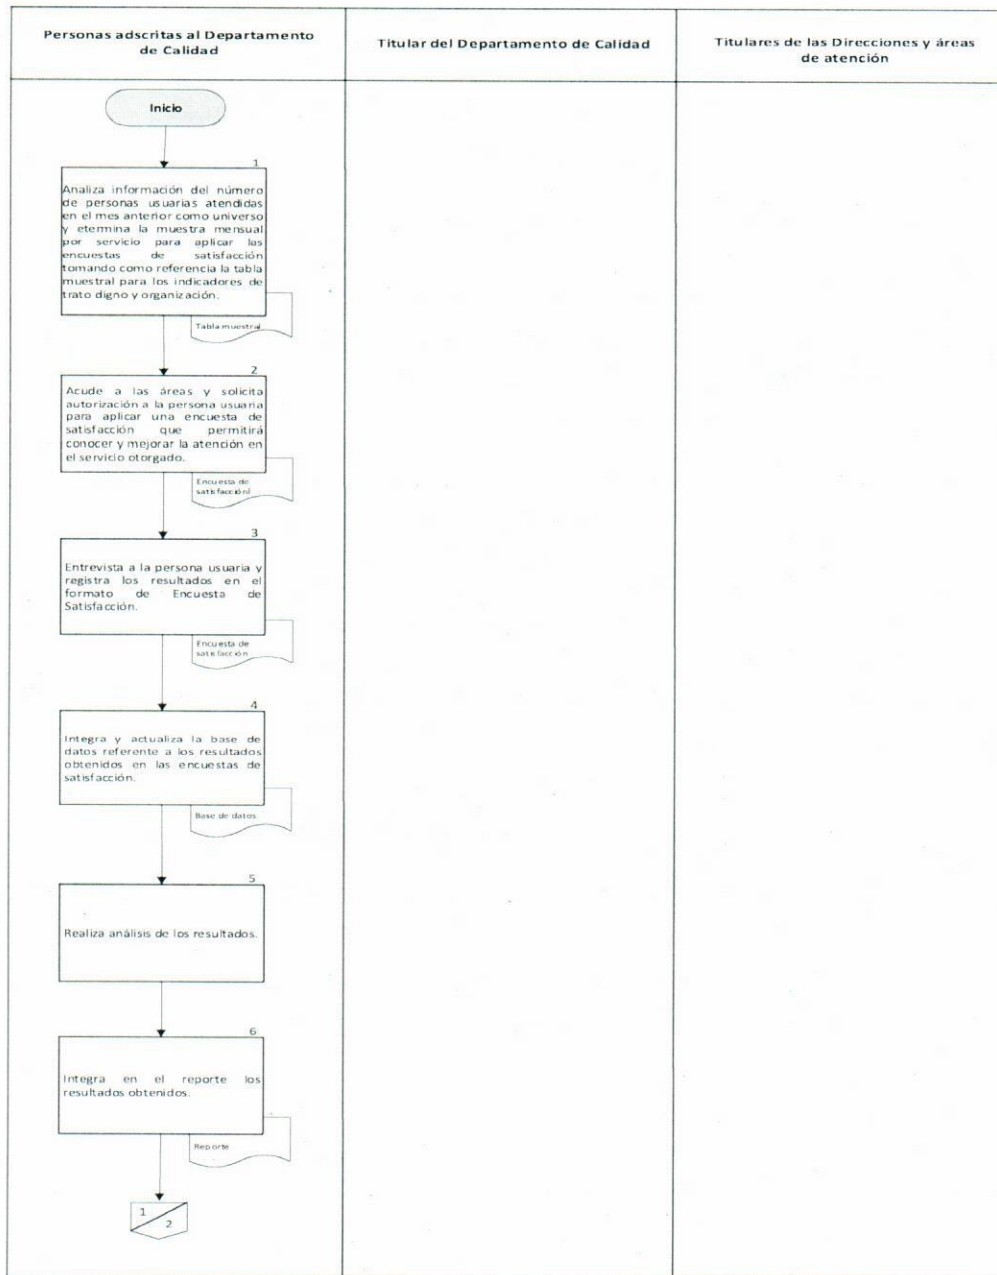 Personas adscritas al Departamento
de Calidad
Titular del Departamento de Calidad
Titulares de las Direcciones y áreas
de atención
Inicio
1
Analiza información del número
de personas usuarias atendidas
en el mes anterior como universo
y etermina la muestra mensual
por servicio para aplicar las
encuestas de satisfacción
tomando como referencia la tabla
muestral para los indicadores de
trato digno y organización.
Tabla muestral
2
Acude a las áreas y solicita
autorización a la persona usuaria
para aplicar una encuesta de
satisfacción que permitirá
conocer y mejorar la atención en
el servicio otorgado.
Encuesta de
satisfacción
3
Entrevista a la persona usuaria y
registra los resultados en el
formato de Encuesta de
Satisfacción.
Encuesta de
satisfacción
4
Integra y actualiza la base de
datos referente a los resultados
obtenidos en las encuestas de
satisfacción.
Base de datos
5
Realiza análisis de los resultados.
6
Integra en el reporte los
resultados obtenidos.
Reporte
1
2